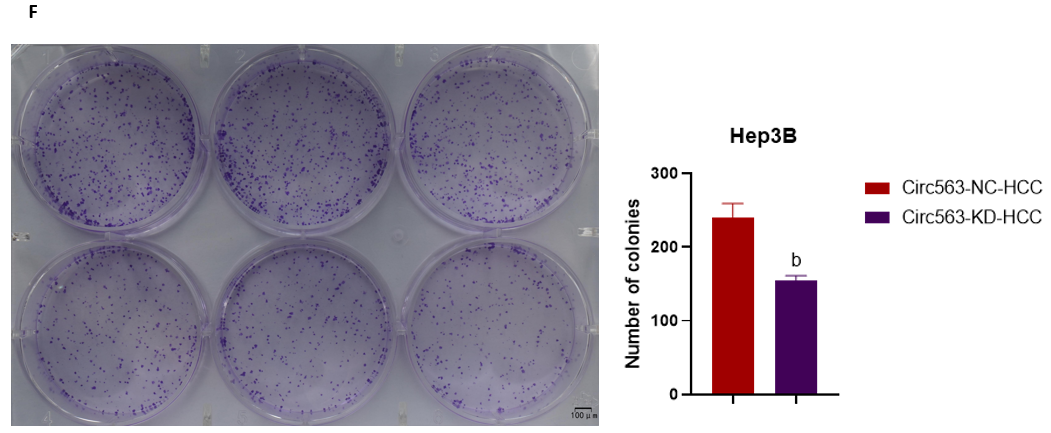 F
100 μm
Hep3B
300
200
100
0
Number of colonies
b
Circ563-NC-HCC
Circ563-KD-HCC